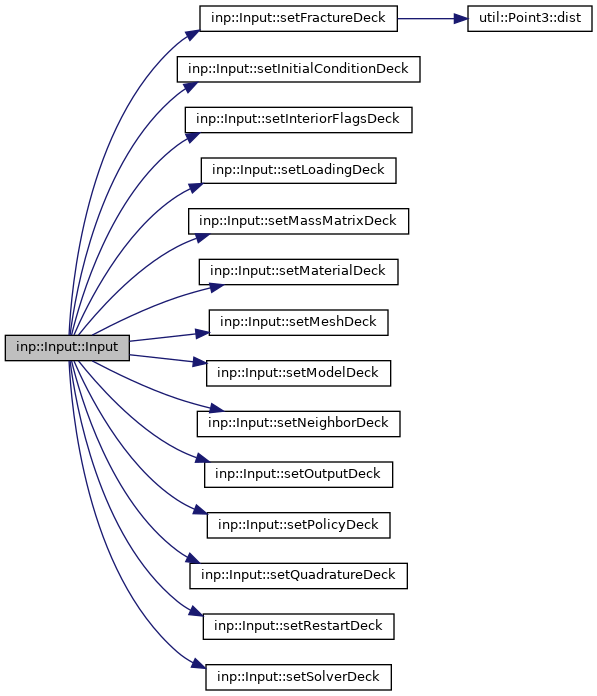 inp::Input::setFractureDeck
util::Point3::dist
inp::Input::setInitialConditionDeck
inp::Input::setInteriorFlagsDeck
inp::Input::setLoadingDeck
inp::Input::setMassMatrixDeck
inp::Input::setMaterialDeck
inp::Input::setMeshDeck
inp::Input::Input
inp::Input::setModelDeck
inp::Input::setNeighborDeck
inp::Input::setOutputDeck
inp::Input::setPolicyDeck
inp::Input::setQuadratureDeck
inp::Input::setRestartDeck
inp::Input::setSolverDeck